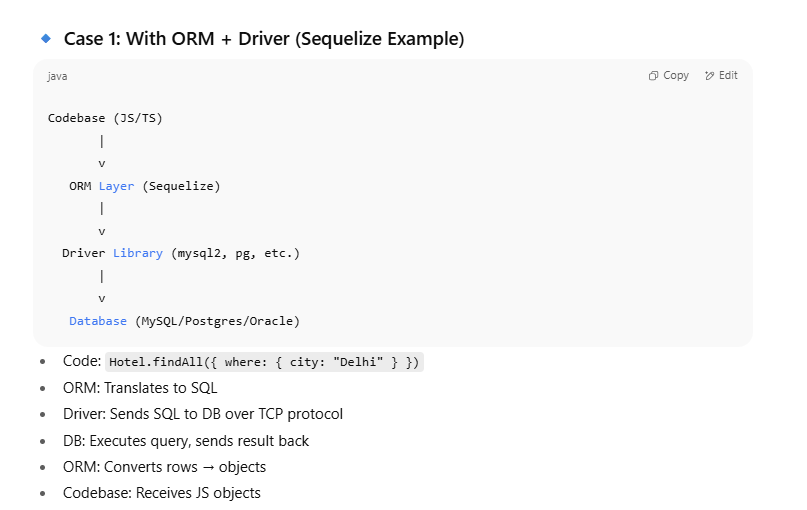 Case 1: With ORM + Driver (Sequelize Example)
java
Copy
Edit
Codebase (JS/TS)
|
v
ORM Layer (Sequelize)
|
v
Driver Library (mysql2, pg, etc.)
|
v
Database (MySQL/Postgres/Oracle)
• Code: Hotel.findAll({ where: { city: "Delhi" } })
• ORM: Translates to SQL
• Driver: Sends SQL to DB over TCP protocol
• DB: Executes query, sends result back
• ORM: Converts rows → objects
• Codebase: Receives JS objects